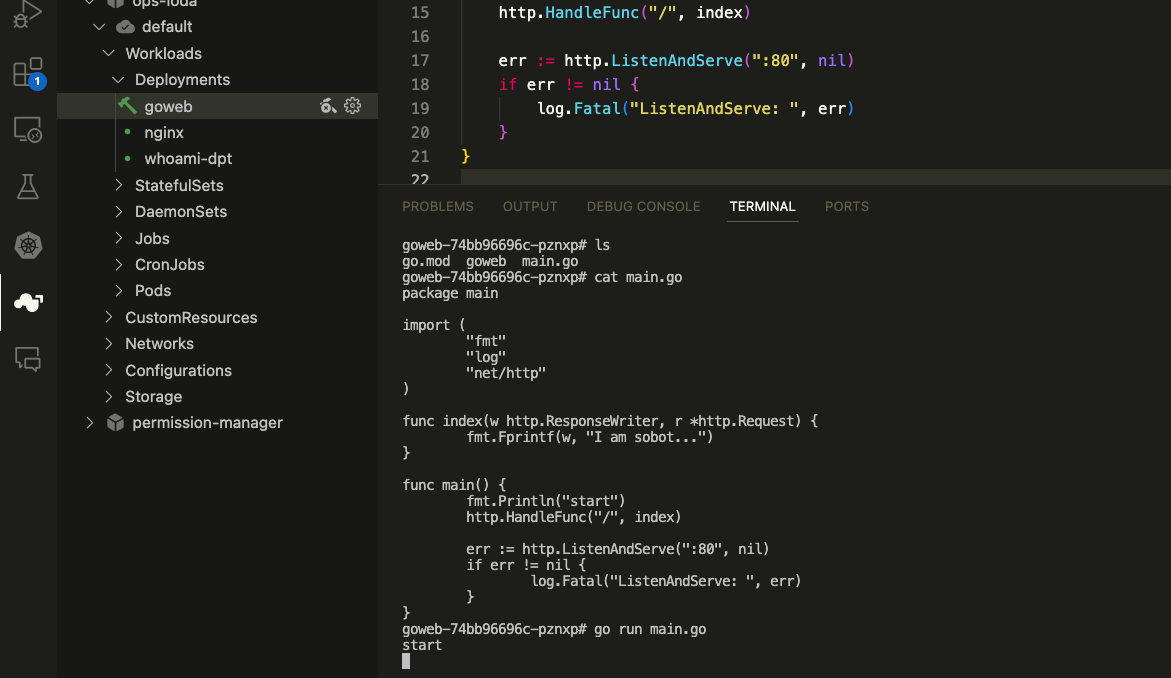 ops-loda
default
Workloads
Deployments
goweb
nginx
whoami-dpt
StatefulSets
DaemonSets
Jobs
CronJobs
Pods
CustomResources
Networks
Configurations
Storage
permission-manager
1
15 http.HandleFunc("/", index)
16
17 err := http.ListenAndServe(":80", nil)
18 if err != nil {
19 log.Fatal("ListenAndServe: ", err)
20 }
21 }
22
PROBLEMS OUTPUT DEBUG CONSOLE TERMINAL PORTS
goweb-74bb96696c-pznxp# ls
go.mod  goweb  main.go
goweb-74bb96696c-pznxp# cat main.go
package main
import (
"fmt"
"log"
"net/http"
)
func index(w http.ResponseWriter, r *http.Request) {
fmt.Fprintf(w, "I am sobot...")
}
func main() {
fmt.Println("start")
http.HandleFunc("/", index)
err := http.ListenAndServe(":80", nil)
if err != nil {
log.Fatal("ListenAndServe: ", err)
}
}
goweb-74bb96696c-pznxp# go run main.go
start